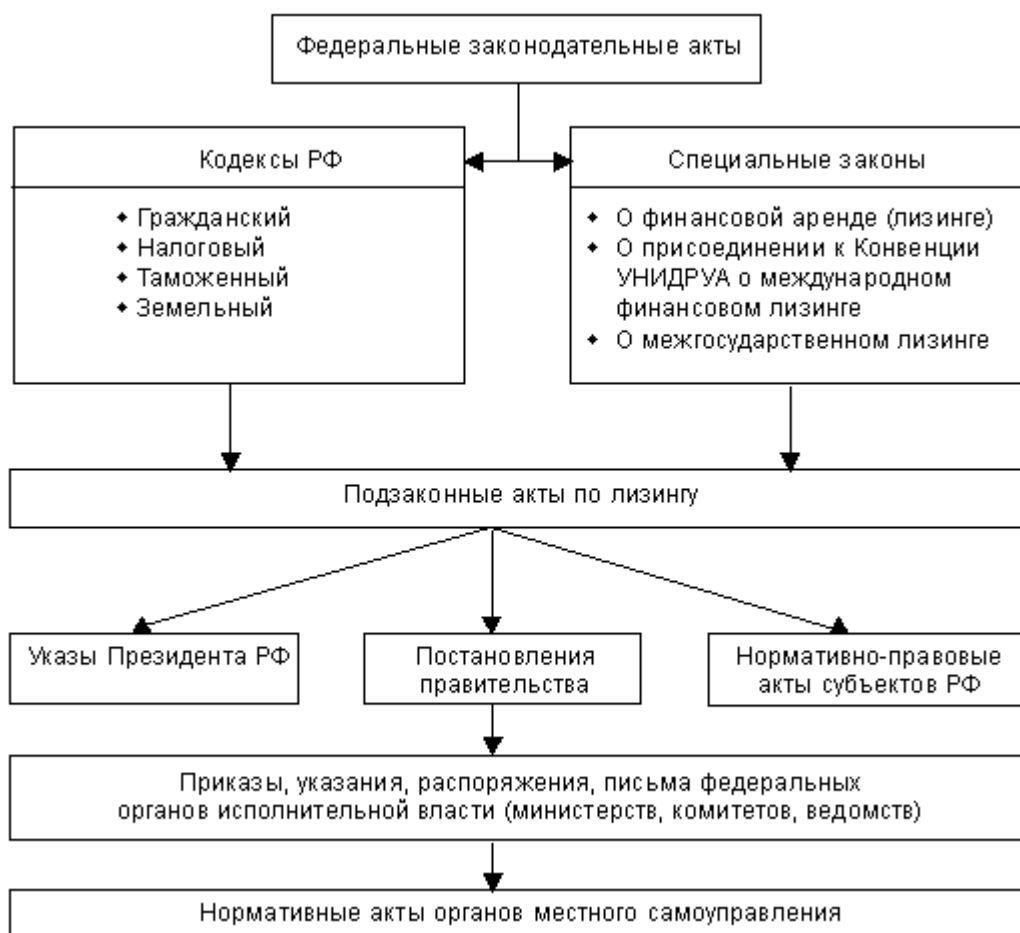 Федеральные законодательные акты
Кодексы РФ
◆ Гражданский
◆ Налоговый
◆ Таможенный
◆ Земельный
Специальные законы
◆ О финансовой аренде (лизинге)
◆ О присоединении к Конвенции
УНИДРУА о международном
финансовом лизинге
◆ О межгосударственном лизинге
Подзаконные акты по лизингу
Указы Президента РФ
Постановления
правительства
Нормативно-правовые
акты субъектов РФ
Приказы, указания, распоряжения, письма федеральных
органов исполнительной власти (министерств, комитетов, ведомств)
Нормативные акты органов местного самоуправления